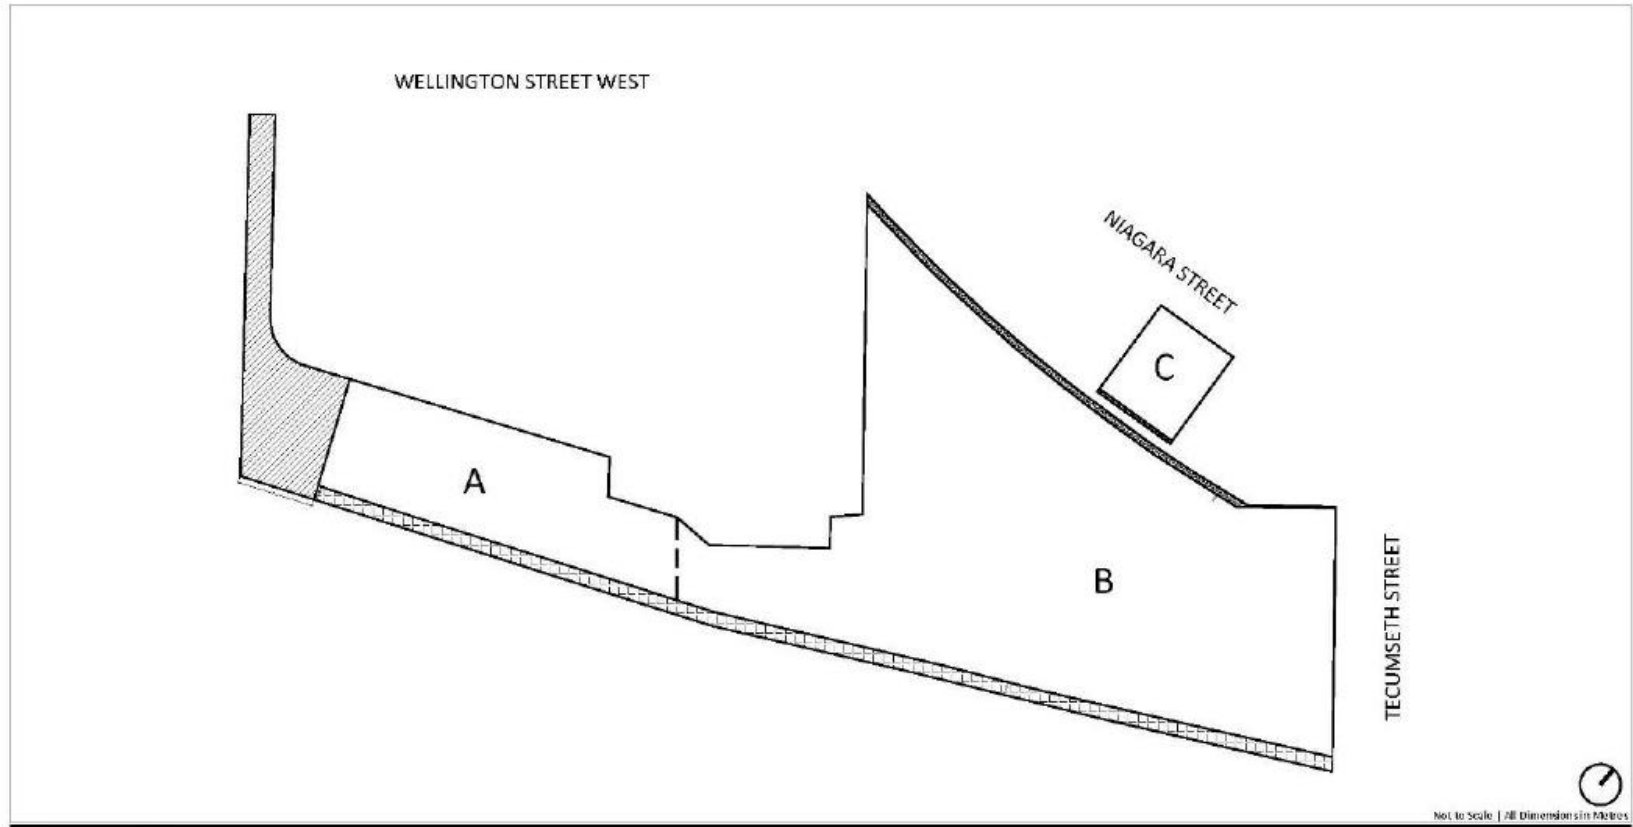 WELLINGTON STREET WEST
NIAGARA STREET
C
A
B
TECUMSETH STREET
Not to Scale | All Dimensions in Metres